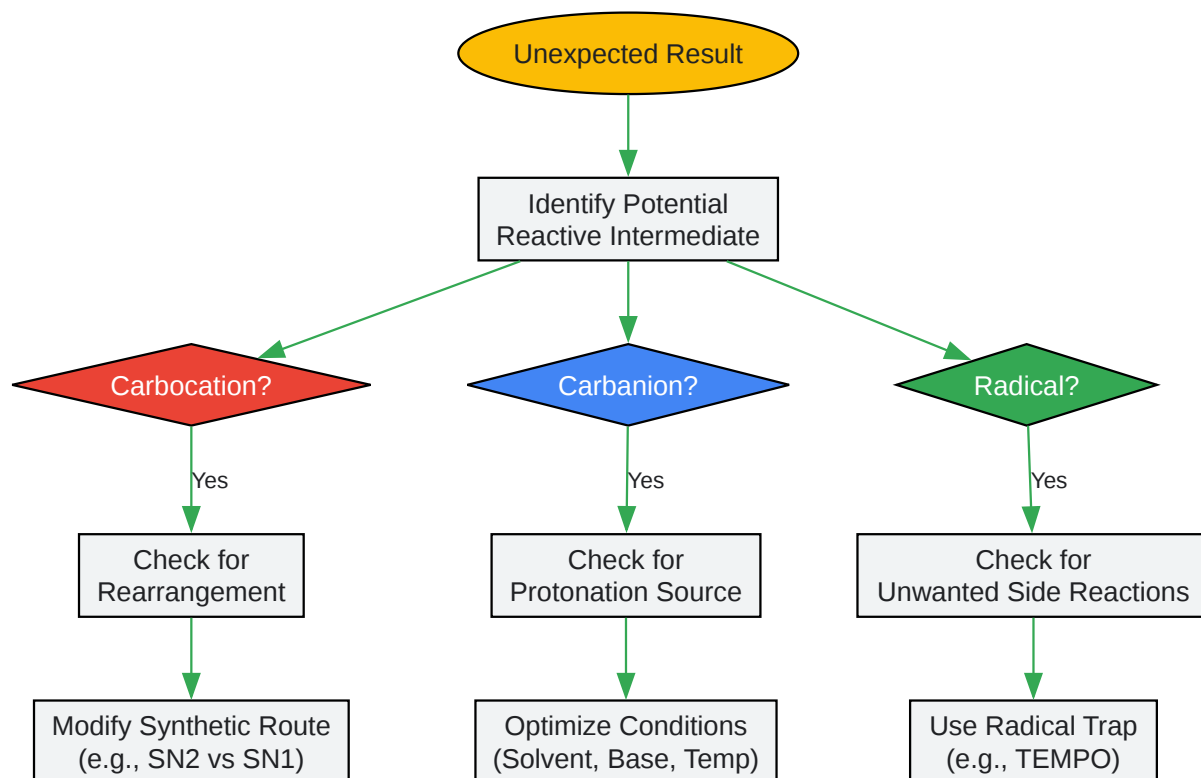 Unexpected Result
Identify Potential
Reactive Intermediate
Carbocation?
Carbanion?
Radical?
Yes
Yes
Yes
Check for
Rearrangement
Check for
Protonation Source
Check for
Unwanted Side Reactions
Modify Synthetic Route
(e.g., SN2 vs SN1)
Optimize Conditions
(Solvent, Base, Temp)
Use Radical Trap
(e.g., TEMPO)